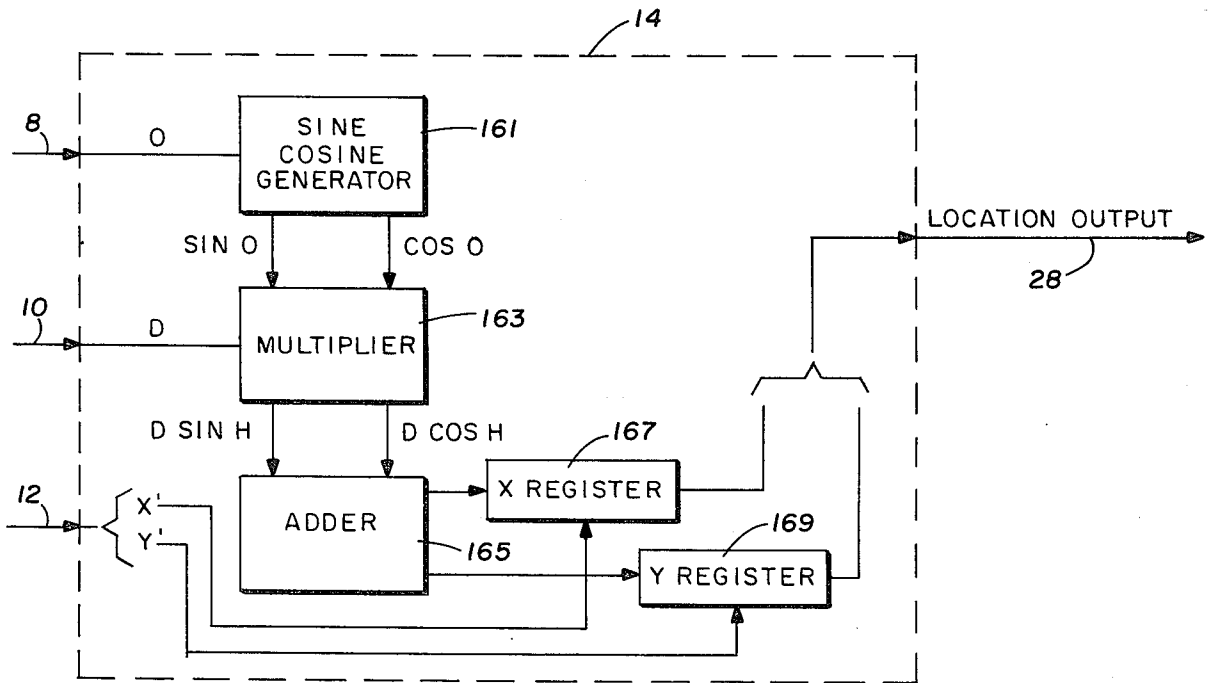 14
8
O
SINE
COSINE
GENERATOR
161
SIN O
COS O
LOCATION OUTPUT
28
10
D
MULTIPLIER
163
D SIN H
D COS H
167
X REGISTER
12
X'
Y'
ADDER
165
169
Y REGISTER